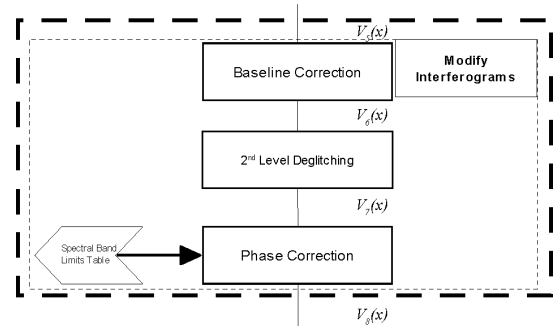 V5(x)
Modify
Interferograms
Baseline Correction
V6(x)
2nd Level Deglitching
V7(x)
Spectral Band
Limits Table
Phase Correction
V8(x)